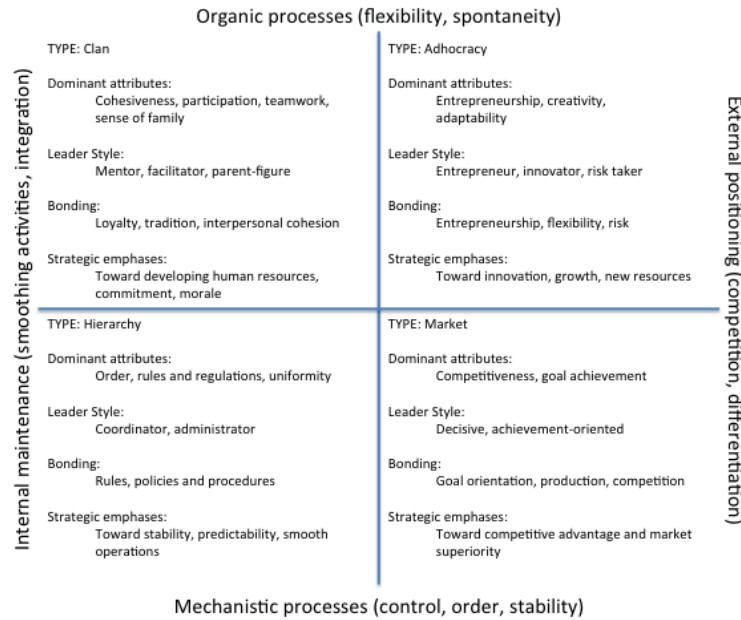 Organic processes (flexibility, spontaneity)
Internal maintenance (smoothing activities, integration)
TYPE: Clan
Dominant attributes:
Cohesiveness, participation, teamwork,
sense of family
Leader Style:
Mentor, facilitator, parent-figure
Bonding:
Loyalty, tradition, interpersonal cohesion
Strategic emphases:
Toward developing human resources,
commitment, morale
TYPE: Adhocracy
Dominant attributes:
Entrepreneurship, creativity,
adaptability
Leader Style:
Entrepreneur, innovator, risk taker
Bonding:
Entrepreneurship, flexibility, risk
Strategic emphases:
Toward innovation, growth, new resources
TYPE: Hierarchy
Dominant attributes:
Order, rules and regulations, uniformity
Leader Style:
Coordinator, administrator
Bonding:
Rules, policies and procedures
Strategic emphases:
Toward stability, predictability, smooth
operations
TYPE: Market
Dominant attributes:
Competitiveness, goal achievement
Leader Style:
Decisive, achievement-oriented
Bonding:
Goal orientation, production, competition
Strategic emphases:
Toward competitive advantage and market
superiority
External positioning (competition, differentiation)
Mechanistic processes (control, order, stability)